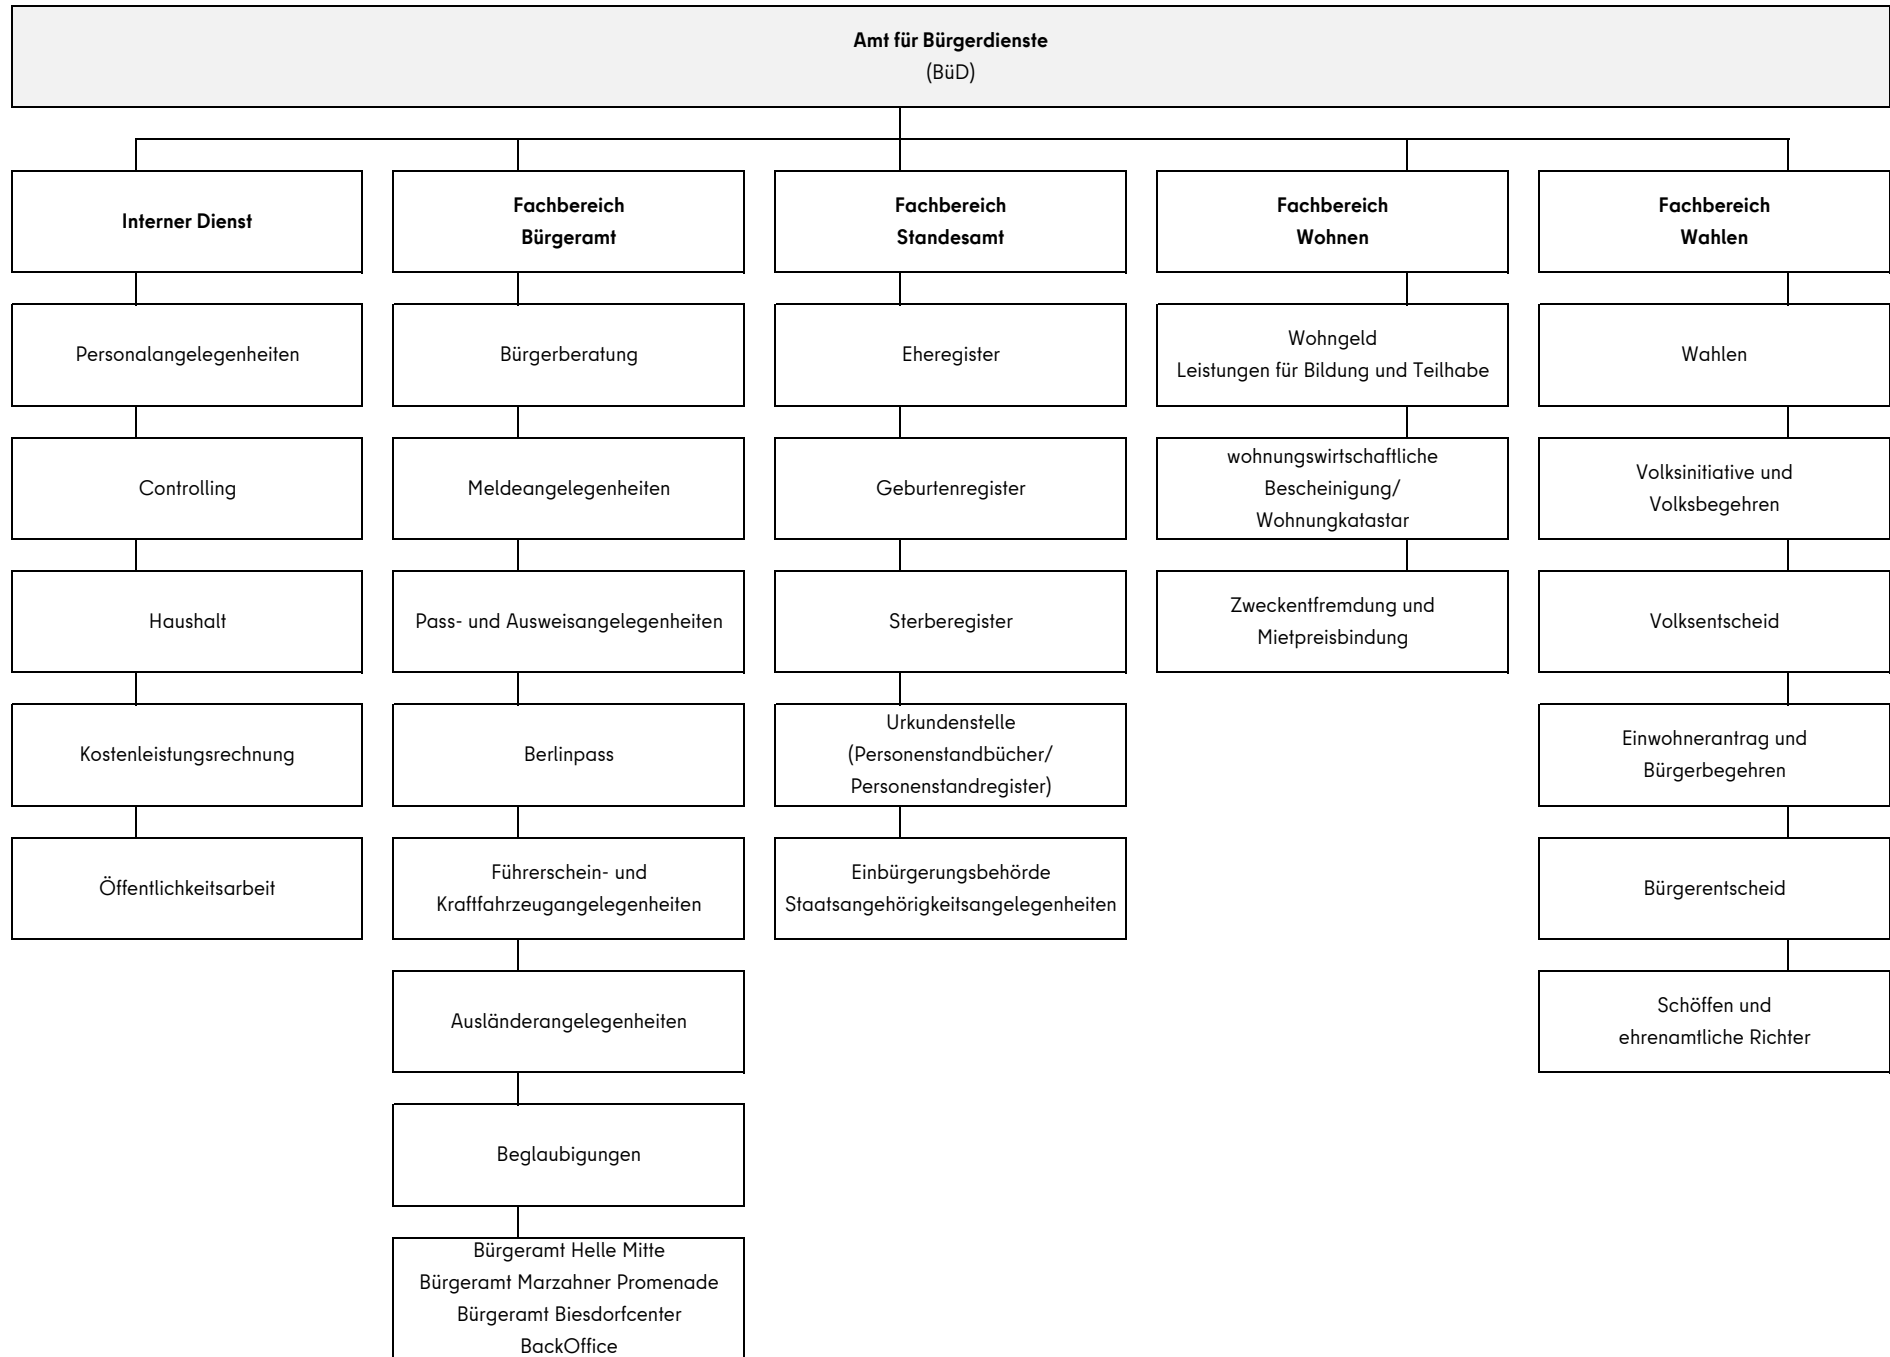 Amt für Bürgerdienste
(BüD)
Interner Dienst
Personalangelegenheiten
Controlling
Haushalt
Kostenleistungsrechnung
Öffentlichkeitsarbeit
Fachbereich
Bürgeramt
Bürgerberatung
Meldeangelegenheiten
Pass- und Ausweisangelegenheiten
Berlinpass
Führerschein- und
Kraftfahrzeugangelegenheiten
Ausländerangelegenheiten
Beglaubigungen
Bürgeramt Helle Mitte
Bürgeramt Marzahner Promenade
Bürgeramt Biesdorfcenter
BackOffice
Fachbereich
Standesamt
Eheregister
Geburtenregister
Sterberegister
Urkundenstelle
(Personenstandbücher/
Personenstandregister)
Einbürgerungsbehörde
Staatsangehörigkeitsangelegenheiten
Fachbereich
Wohnen
Wohngeld
Leistungen für Bildung und Teilhabe
wohnungswirtschaftliche
Bescheinigung/
Wohnungkatastar
Zweckentfremdung und
Mietpreisbindung
Fachbereich
Wahlen
Wahlen
Volksinitiative und
Volksbegehren
Volksentscheid
Einwohnerantrag und
Bürgerbegehren
Bürgerentscheid
Schöffen und
ehrenamtliche Richter